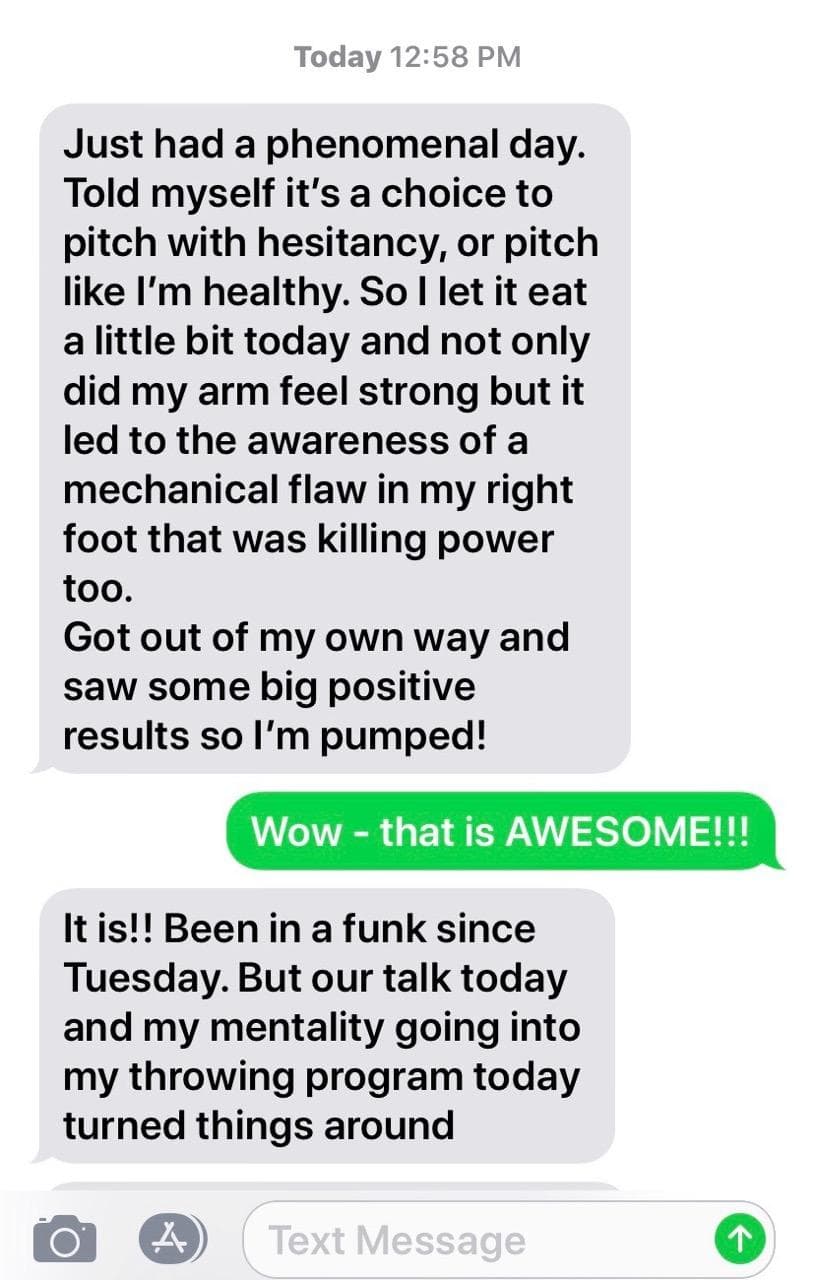 Today 12:58 PM
Just had a phenomenal day.
Told myself it’s a choice to
pitch with hesitancy, or pitch
like I’m healthy. So I let it eat
a little bit today and not only
did my arm feel strong but it
led to the awareness of a
mechanical flaw in my right
foot that was killing power
too.
Got out of my own way and
saw some big positive
results so I’m pumped!
Wow - that is AWESOME!!!
It is!! Been in a funk since
Tuesday. But our talk today
and my mentality going into
my throwing program today
turned things around
Text Message